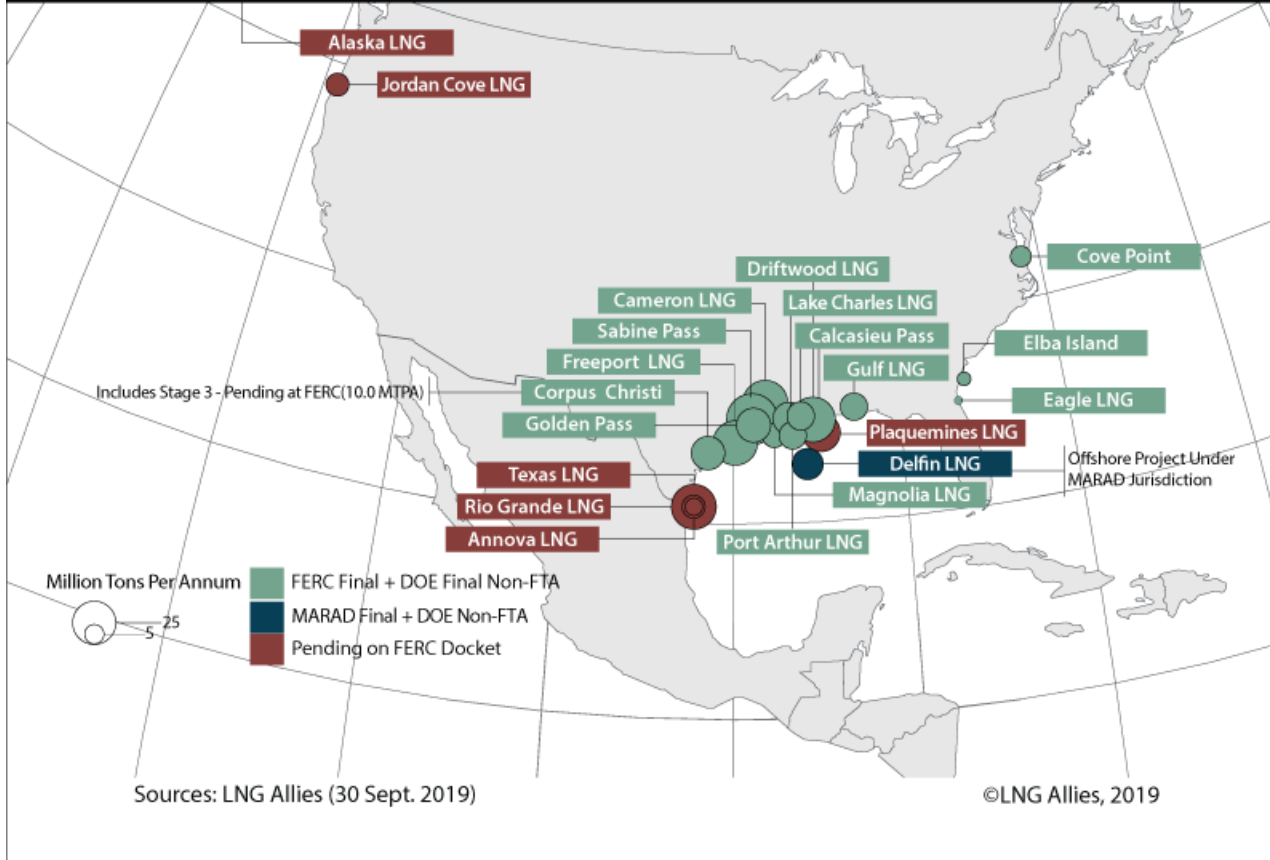 Alaska LNG
Jordan Cove LNG
Cove Point
Driftwood LNG
Cameron LNG
Lake Charles LNG
Sabine Pass
Calcasieu Pass
Elba Island
Freeport LNG
Gulf LNG
Includes Stage 3 - Pending at FERC(10.0 MTPA)
Corpus Christi
Eagle LNG
Golden Pass
Plaquemines LNG
Delfin LNG
Offshore Project Under
MARAD Jurisdiction
Texas LNG
Magnolia LNG
Rio Grande LNG
Annova LNG
Port Arthur LNG
Million Tons Per Annum
25
5
FERC Final + DOE Final Non-FTA
MARAD Final + DOE Non-FTA
Pending on FERC Docket
Sources: LNG Allies (30 Sept. 2019)
©LNG Allies, 2019